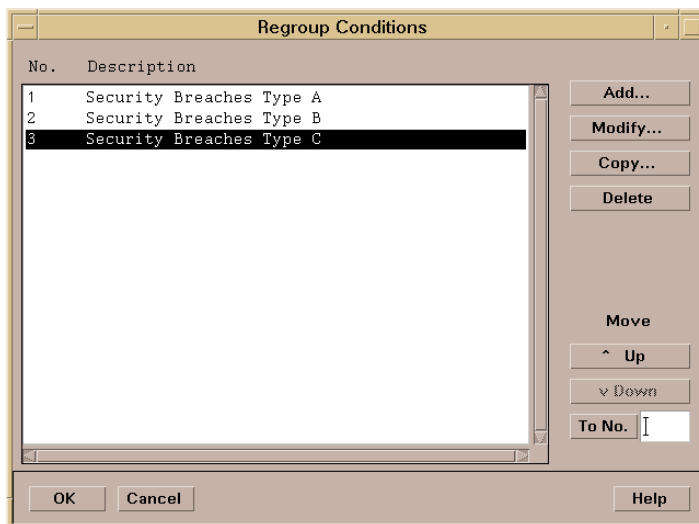 Regroup Conditions
No. Description
1 Security Breaches Type A
2 Security Breaches Type B
3 Security Breaches Type C
Add...
Modify...
Copy...
Delete
Move
^ Up
v Down
To No.
OK Cancel Help